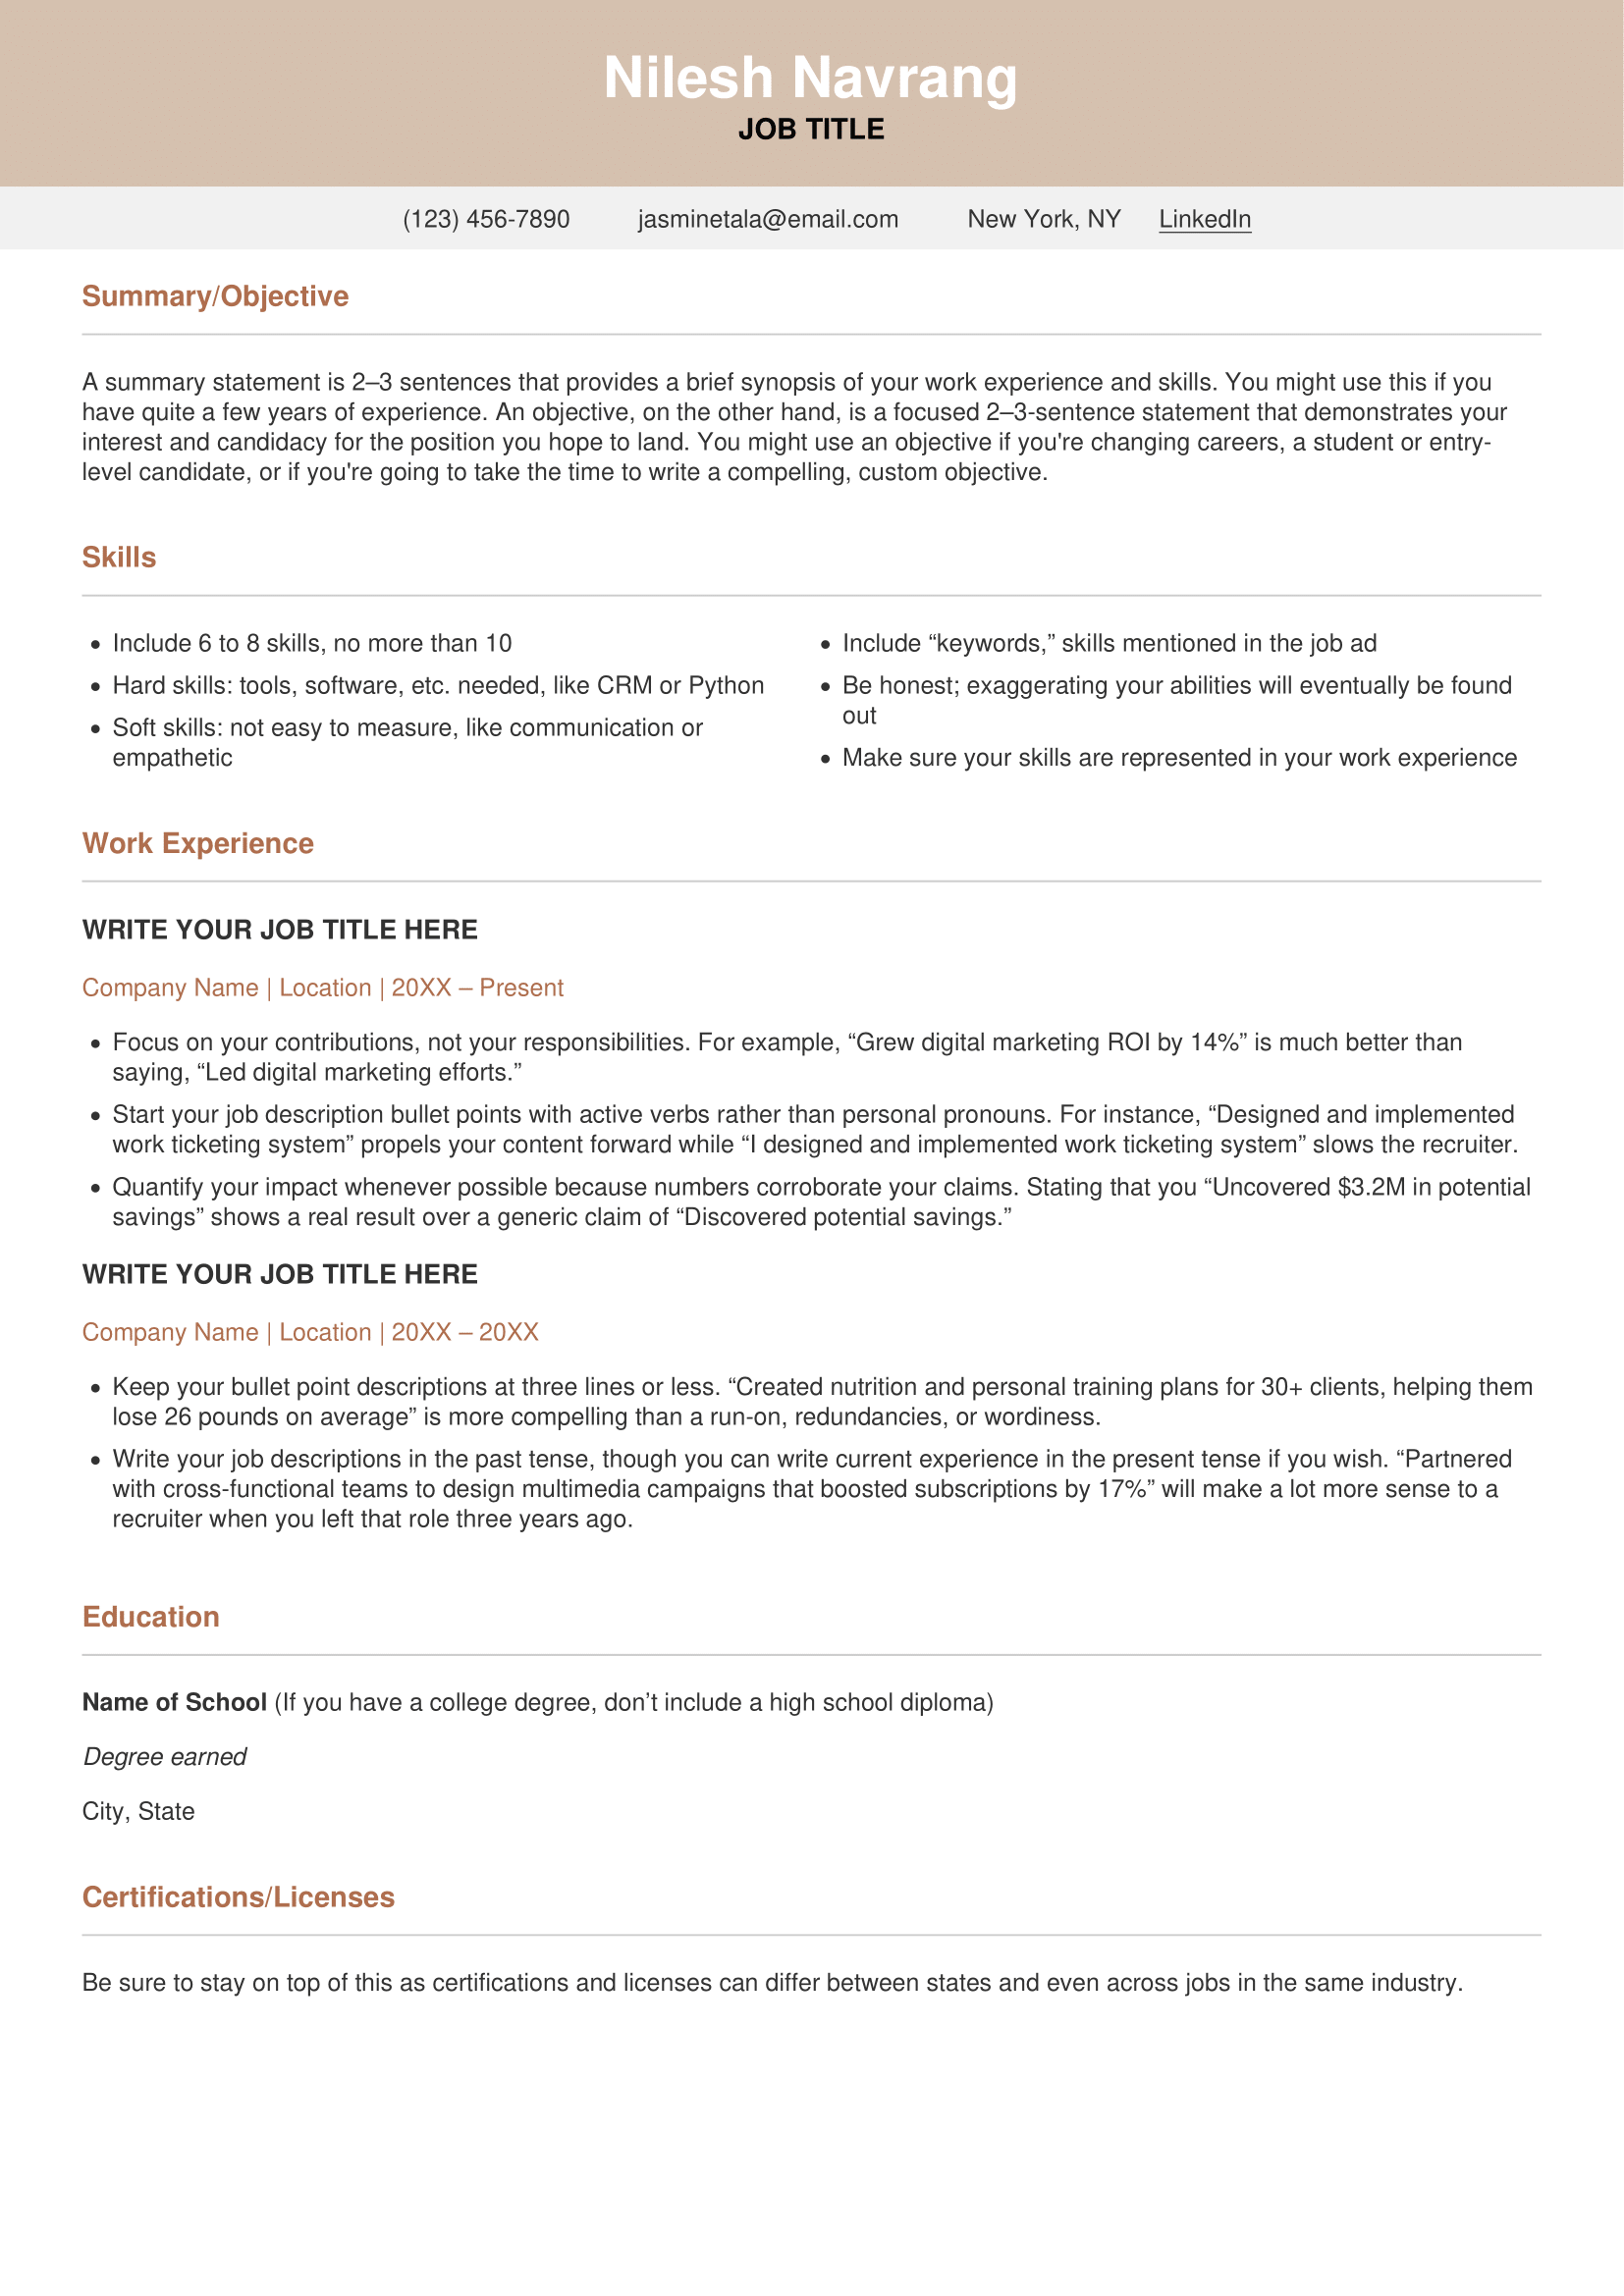 Nilesh Navrang
JOB TITLE
(123) 456-7890 jasminetala@email.com New York, NY LinkedIn
Summary/Objective
A summary statement is 2–3 sentences that provides a brief synopsis of your work experience and skills. You might use this if you
have quite a few years of experience. An objective, on the other hand, is a focused 2–3-sentence statement that demonstrates your
interest and candidacy for the position you hope to land. You might use an objective if you're changing careers, a student or entry-
level candidate, or if you're going to take the time to write a compelling, custom objective.
Skills
• Include 6 to 8 skills, no more than 10
• Hard skills: tools, software, etc. needed, like CRM or Python
• Soft skills: not easy to measure, like communication or
empathetic
• Include “keywords,” skills mentioned in the job ad
• Be honest; exaggerating your abilities will eventually be found
out
• Make sure your skills are represented in your work experience
Work Experience
WRITE YOUR JOB TITLE HERE
Company Name | Location | 20XX – Present
• Focus on your contributions, not your responsibilities. For example, “Grew digital marketing ROI by 14%” is much better than
saying, “Led digital marketing efforts.”
• Start your job description bullet points with active verbs rather than personal pronouns. For instance, “Designed and implemented
work ticketing system” propels your content forward while “I designed and implemented work ticketing system” slows the recruiter.
• Quantify your impact whenever possible because numbers corroborate your claims. Stating that you “Uncovered $3.2M in potential
savings” shows a real result over a generic claim of “Discovered potential savings.”
WRITE YOUR JOB TITLE HERE
Company Name | Location | 20XX – 20XX
• Keep your bullet point descriptions at three lines or less. “Created nutrition and personal training plans for 30+ clients, helping them
lose 26 pounds on average” is more compelling than a run-on, redundancies, or wordiness.
• Write your job descriptions in the past tense, though you can write current experience in the present tense if you wish. “Partnered
with cross-functional teams to design multimedia campaigns that boosted subscriptions by 17%” will make a lot more sense to a
recruiter when you left that role three years ago.
Education
Name of School (If you have a college degree, don’t include a high school diploma)
Degree earned
City, State
Certifications/Licenses
Be sure to stay on top of this as certifications and licenses can differ between states and even across jobs in the same industry.